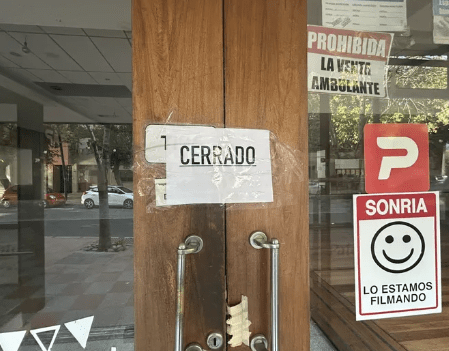 PROHIBIDA
LA VENTA
AMBULANTE
CERRADO
P
SONRIA
LO ESTAMOS
FILMANDO